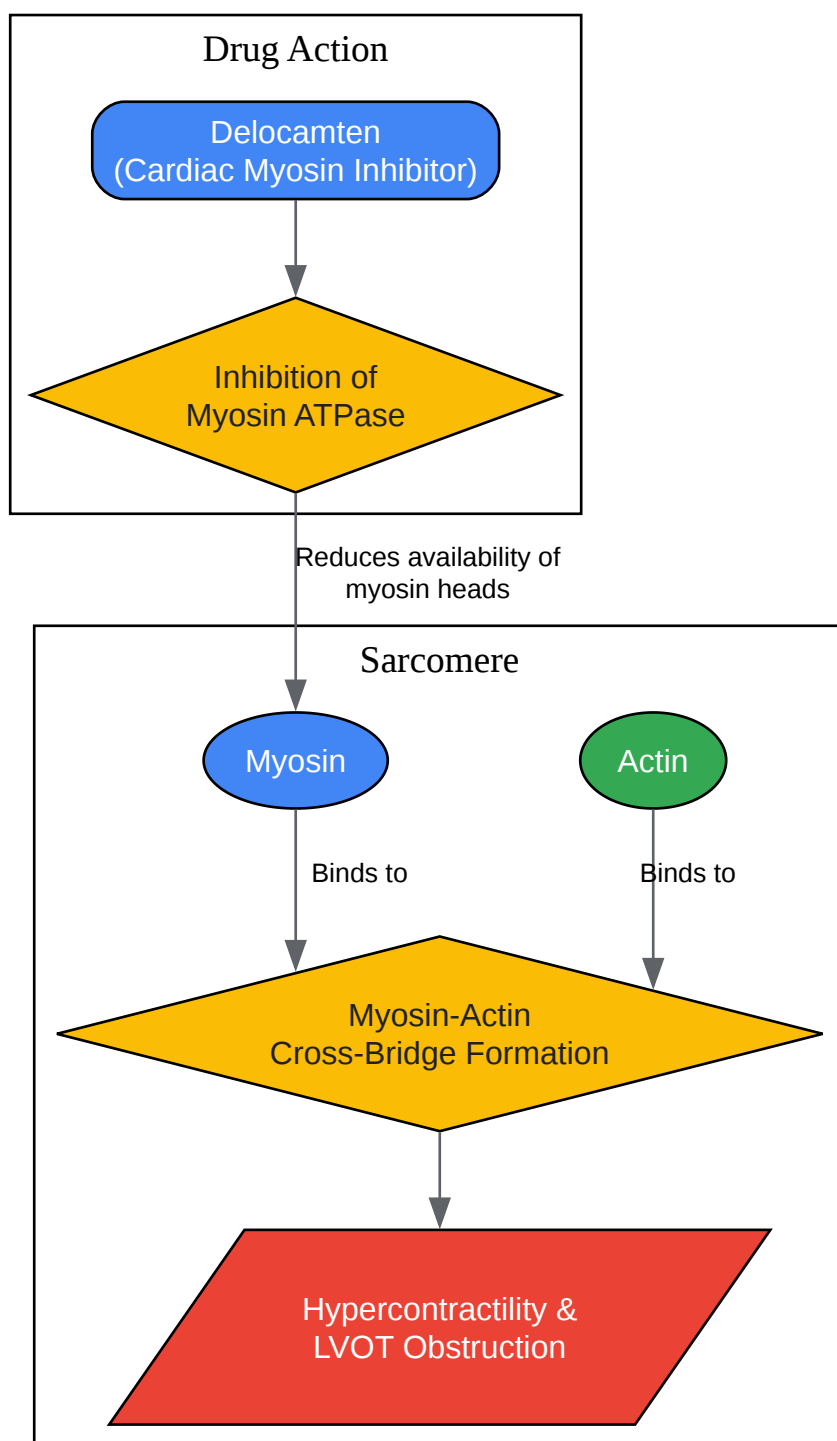 Drug Action
Delocamten
(Cardiac Myosin Inhibitor)
Inhibition of
Myosin ATPase
Reduces availability of
myosin heads
Sarcomere
Myosin
Actin
Binds to
Binds to
Myosin-Actin
Cross-Bridge Formation
Hypercontractility &
LVOT Obstruction